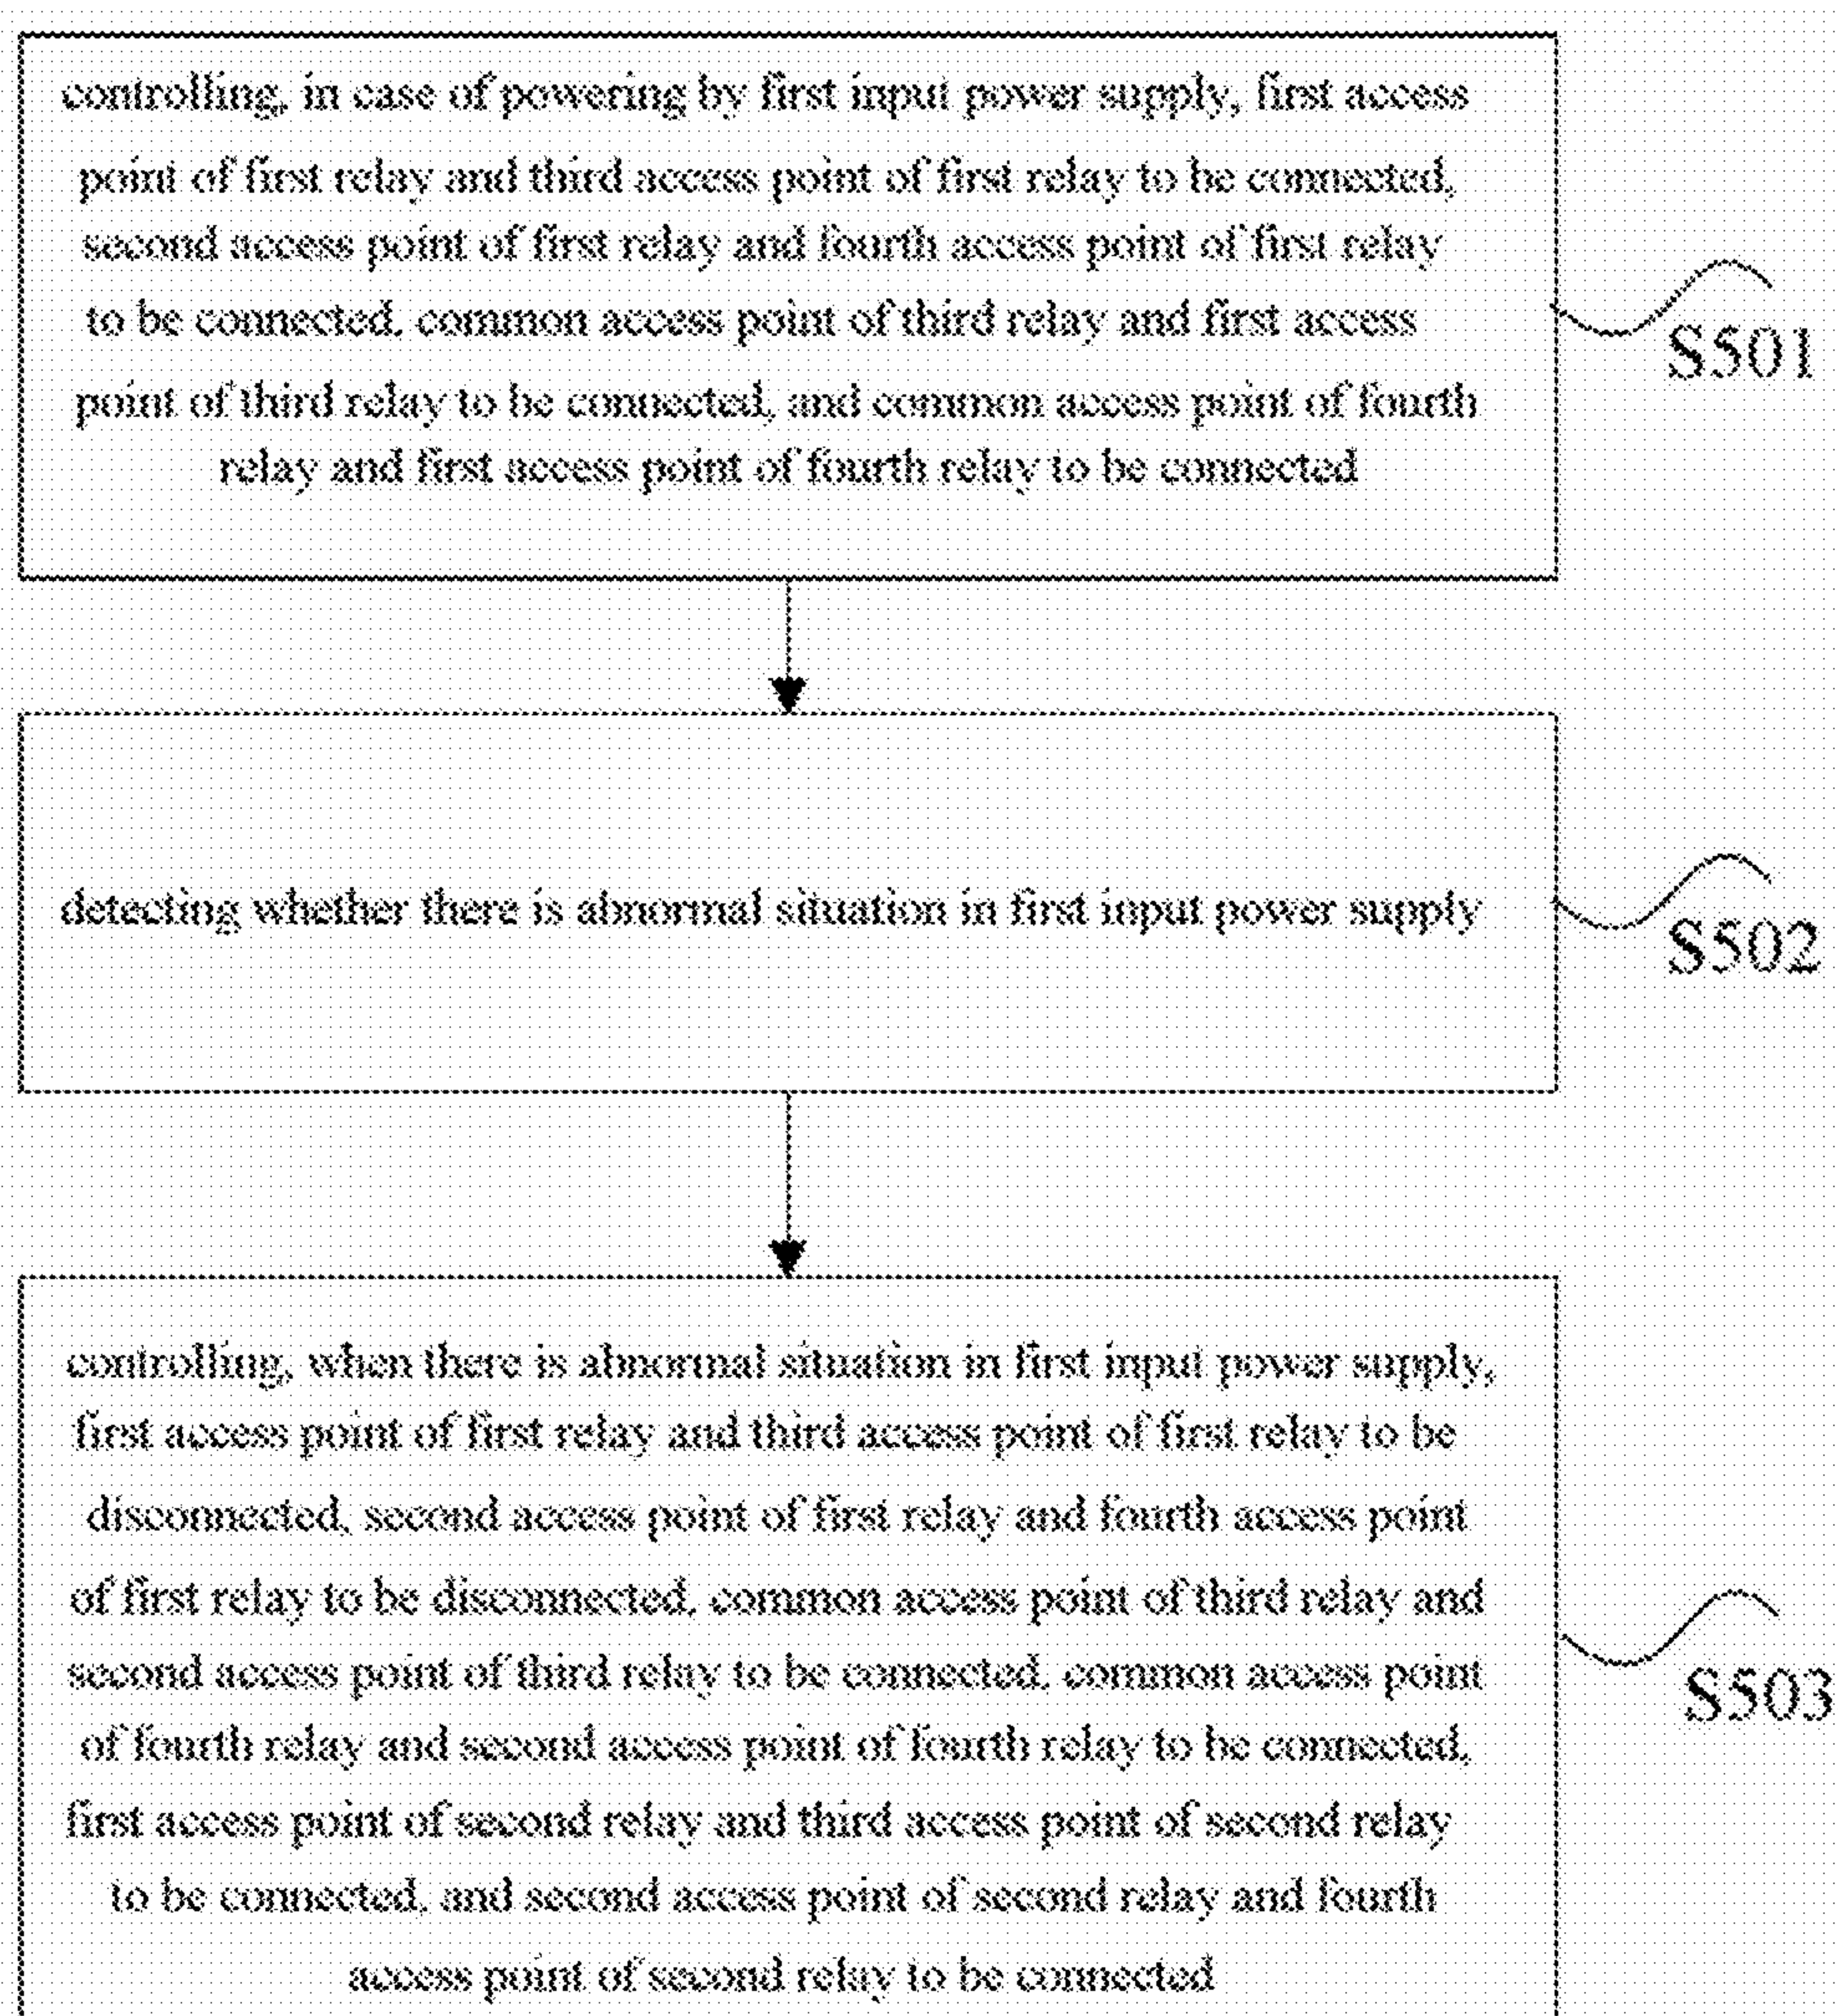 controlling, in case of powering by first input power supply, first access
point of first relay and third access point of first relay to be connected,
second access point of first relay and fourth access point of first relay
to be connected, common access point of third relay and first access
point of third relay to be connected, and common access point of fourth
relay and first access point of fourth relay to be connected
S501
detecting whether there is abnormal situation in first input power supply
S502
controlling, when there is abnormal situation in first input power supply,
first access point of first relay and third access point of first relay to be
disconnected, second access point of first relay and fourth access point
of first relay to be disconnected, common access point of third relay and
second access point of third relay to be connected, common access point
of fourth relay and second access point of fourth relay to be connected,
first access point of second relay and third access point of second relay
to be connected, and second access point of second relay and fourth
access point of second relay to be connected
S503